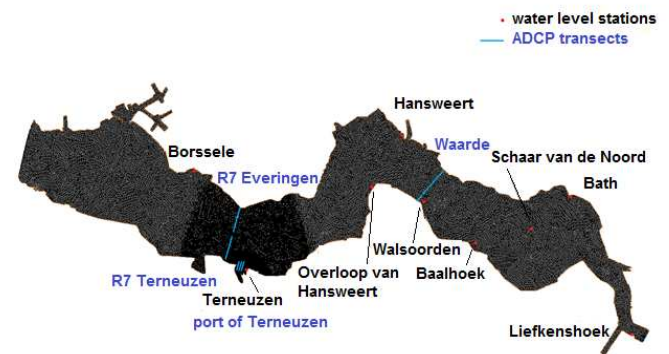 water level stations
ADCP transects
Hansweert
Waarde
Schaar van de Noord
Borssele
R7 Everingen
Bath
Walsoorden
Overloop van
Hansweert
Baalhoek
R7 Terneuzen
Terneuzen
port of Terneuzen
Liefkenshoek